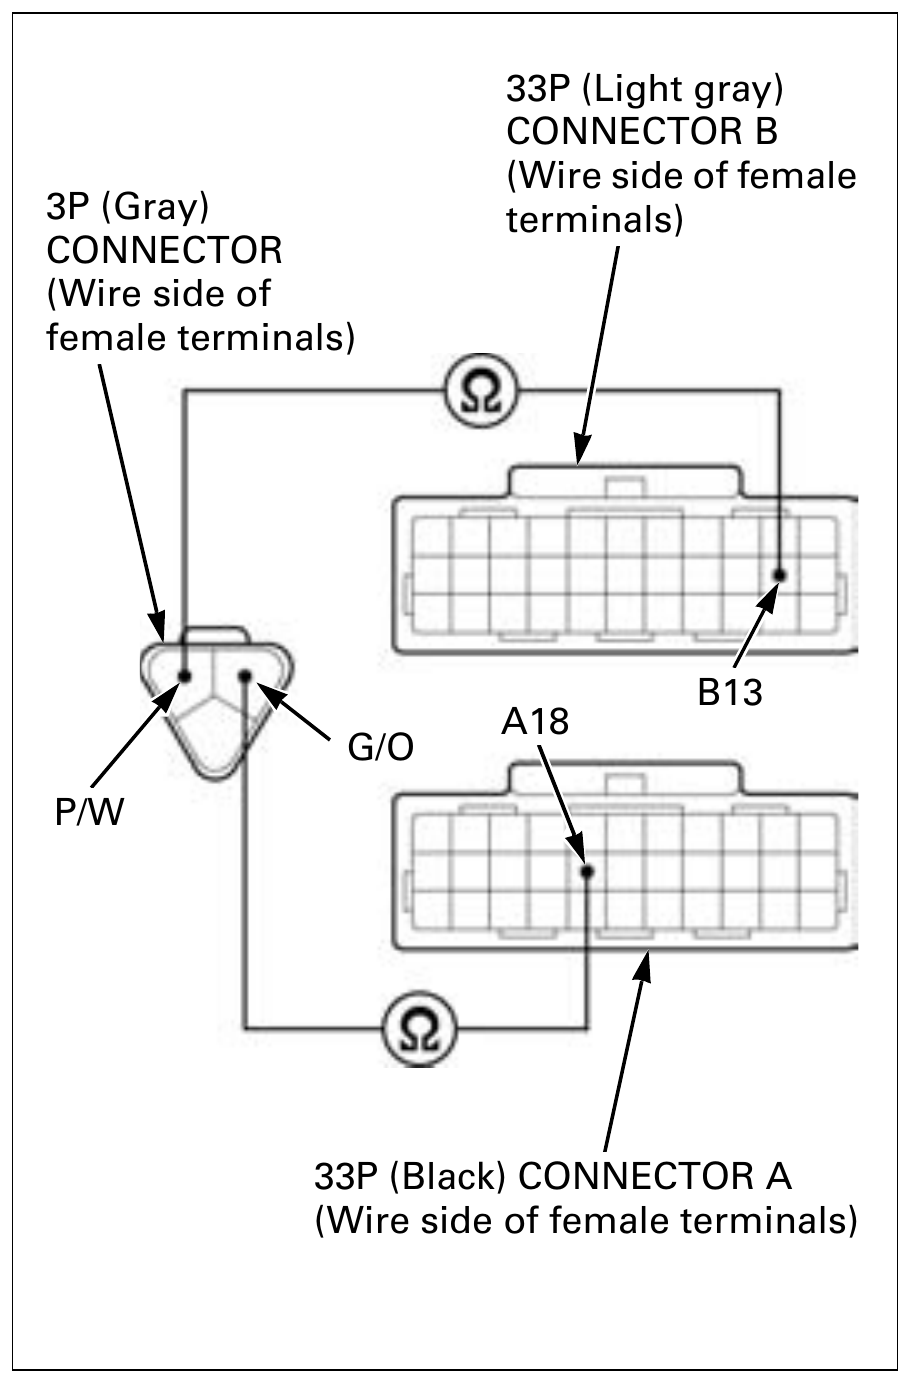 33P (Light gray)
CONNECTOR B
(Wire side of female
terminals)
3P (Gray)
CONNECTOR
(Wire side of
female terminals)
Ω
B13
A18
G/O
P/W
Ω
33P (Black) CONNECTOR A
(Wire side of female terminals)